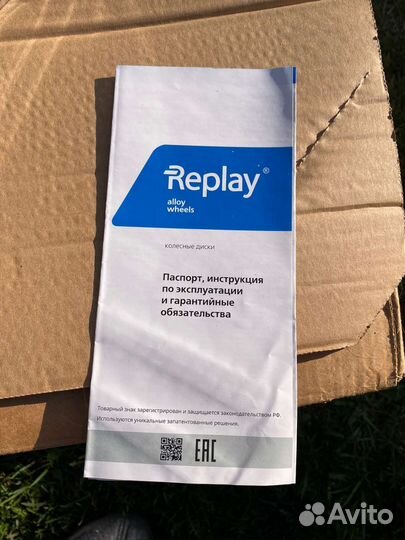 Replay®
alloy
wheels
колесные диски
Паспорт, инструкция
по эксплуатации
и гарантийные
обязательства
Товарный знак зарегистрирован и защищается законодательством РФ.
Используются уникальные запатентованные решения.
EAC
Avito